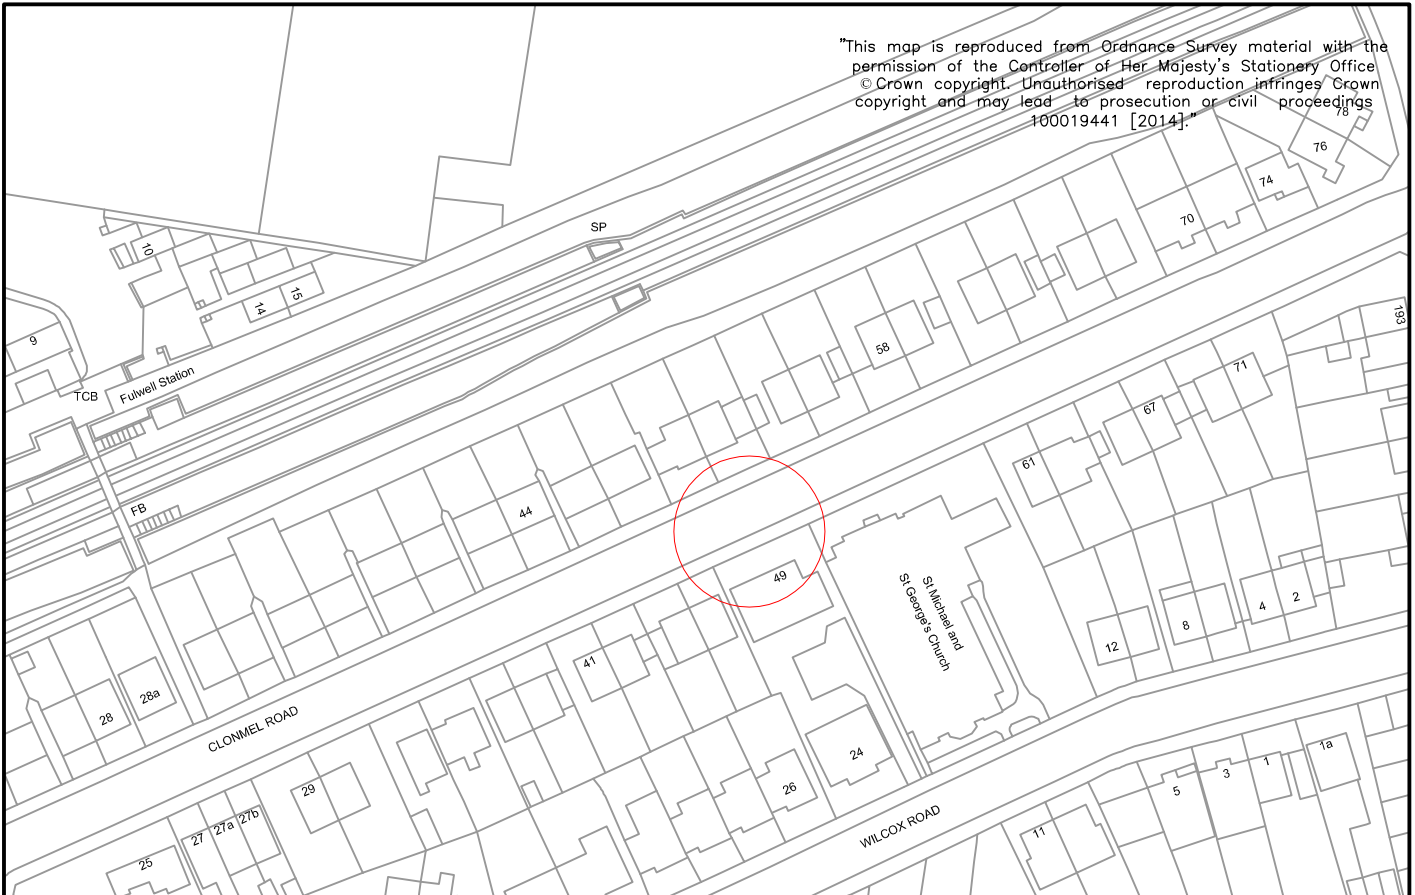 "This map is reproduced from Ordnance Survey material with the
permission of the Controller of Her Majesty's Stationery Office
© Crown copyright. Unauthorised reproduction infringes Crown
copyright and may lead to prosecution or civil proceedings
100019441 [2014]."
78
76
74
70
SP
10
15
14
9
TCB
Fulwell Station
193
58
71
67
61
44
FB
49
St Michael and
St George's Church
4
2
8
12
41
28a
28
CLONMEL ROAD
24
26
29
1a
1
3
5
WILCOX ROAD
11
27
27a
27b
25